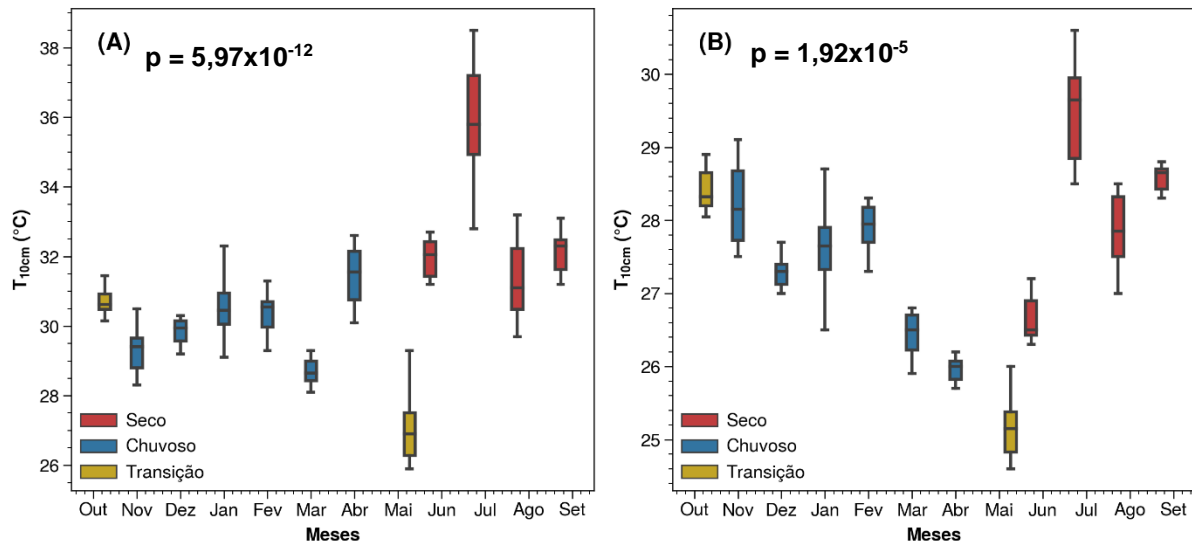 (A) p = 5,97x10⁻¹²
38
36
34
32
30
28
26
T₁₀cm (°C)
Seco
Chuvoso
Transição
Out Nov Dez Jan Fev Mar Abr Mai Jun Jul Ago Set
Meses
(B) p = 1,92x10⁻⁵
30
29
28
27
26
25
T₁₀cm (°C)
Seco
Chuvoso
Transição
Out Nov Dez Jan Fev Mar Abr Mai Jun Jul Ago Set
Meses